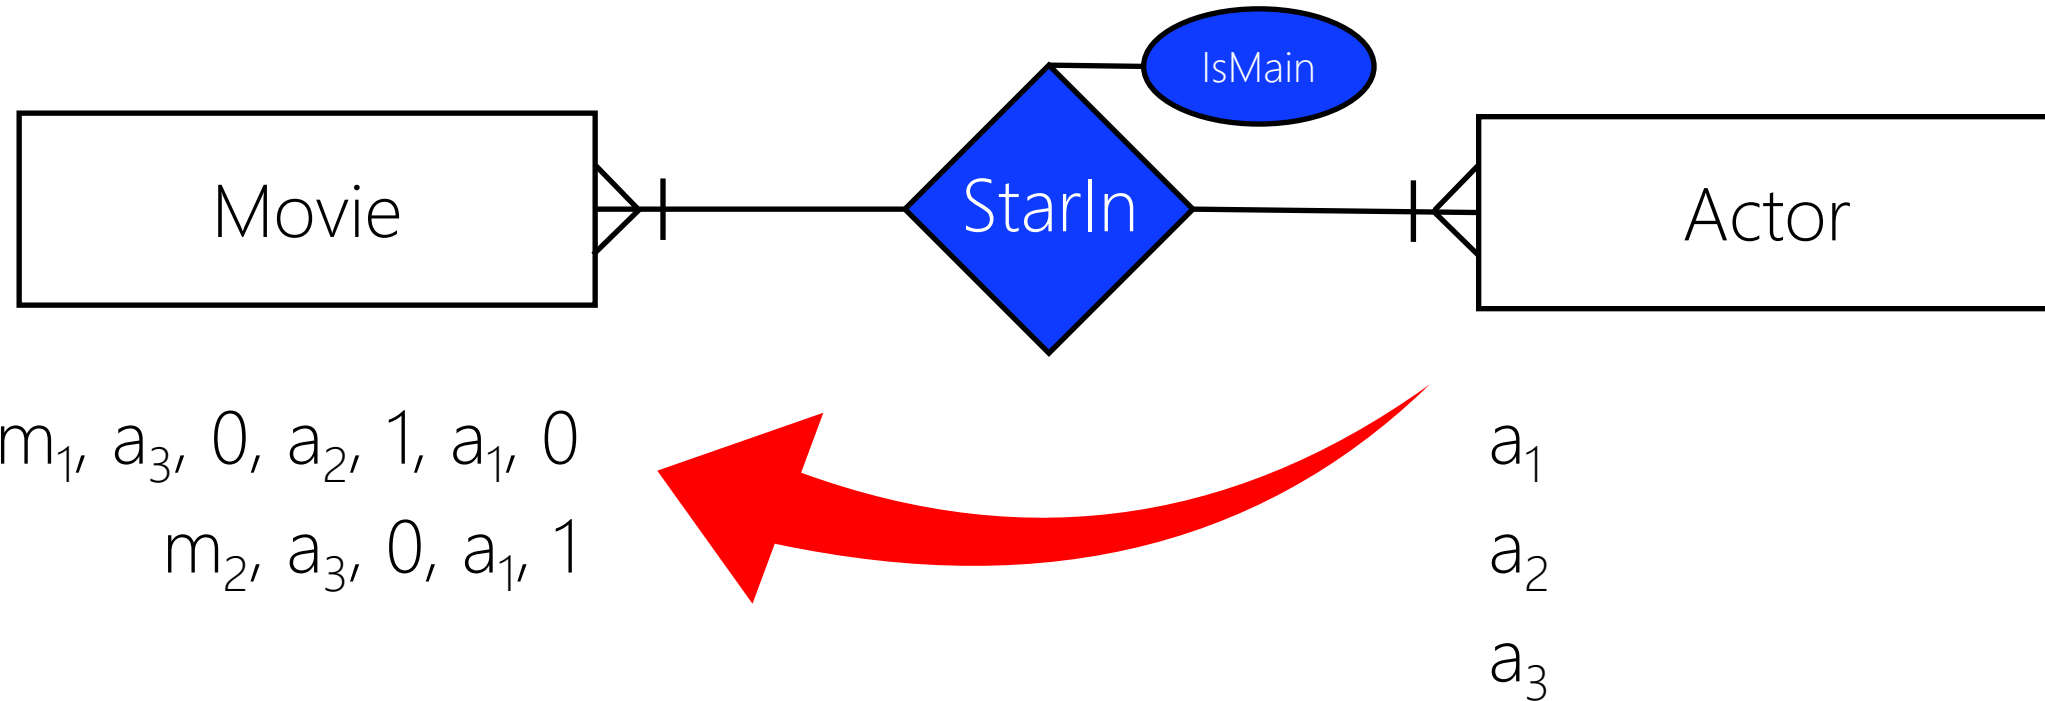 IsMain
Movie
StarIn
Actor
m₁, a₃, 0, a₂, 1, a₁, 0
m₂, a₃, 0, a₁, 1
a₁
a₂
a₃